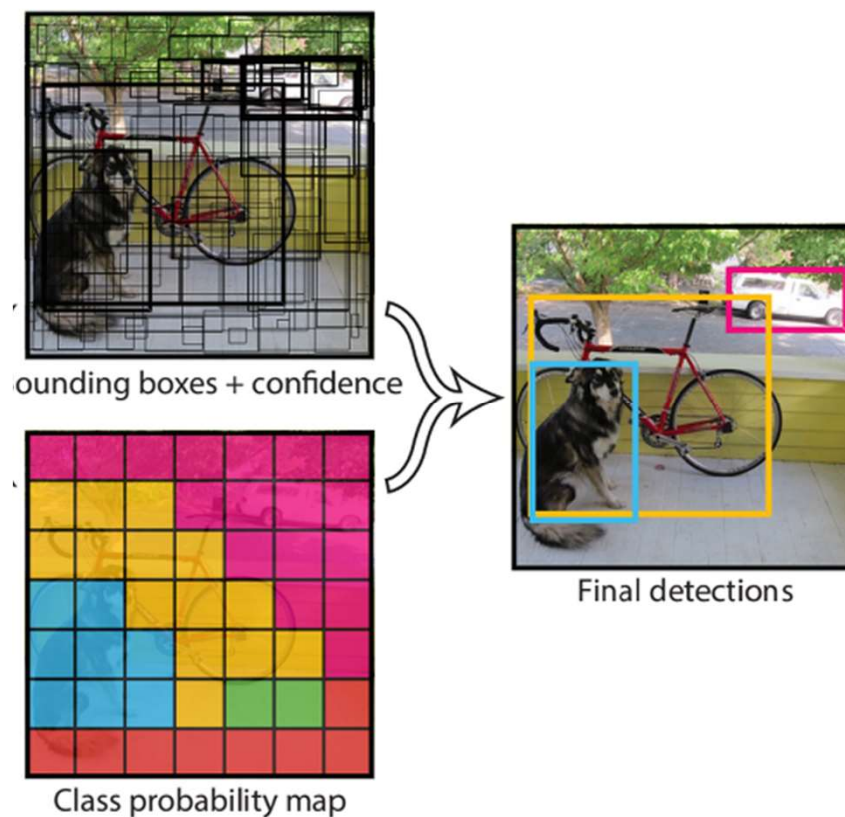 ounding boxes + confidence
Class probability map
Final detections